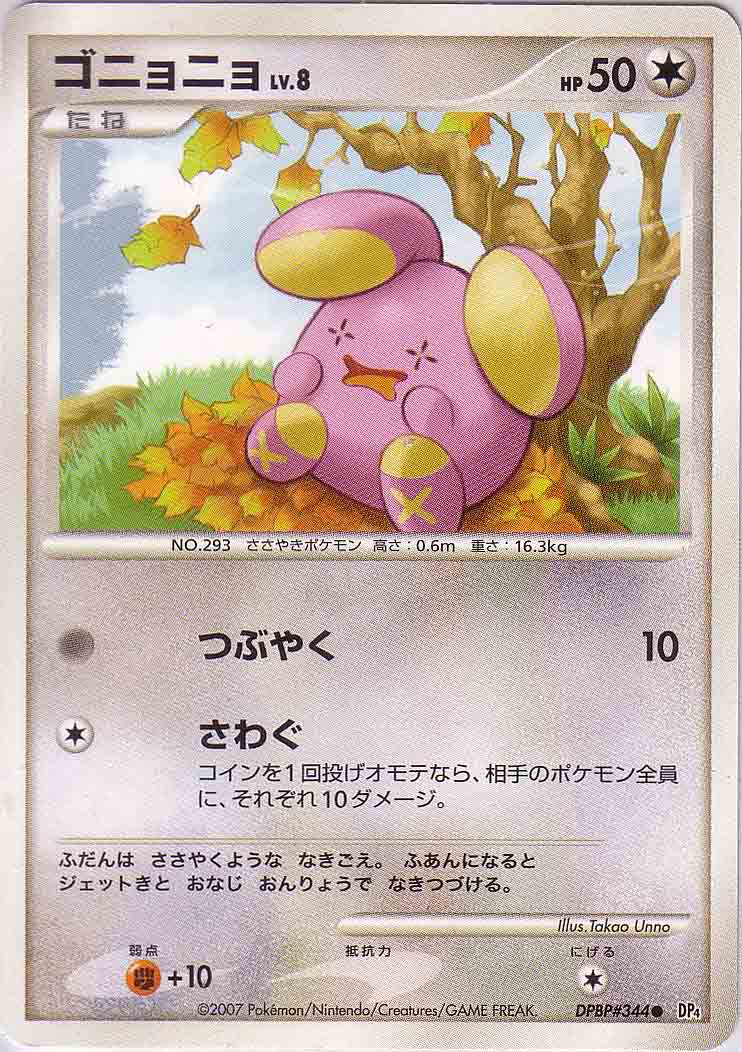 ゴニョニョ LV.8 HP 50
たね
NO.293 ささやきポケモン 高さ:0.6m 重さ:16.3kg
つぶやく 10
さわぐ
コインを1回投げオモテなら、相手のポケモン全員
に、それぞれ10ダメージ。
ふだんは ささやくような なきごえ。 ふあんになると
ジェットきと おなじ おんりょうで なきつづける。
Illus.Takao Unno
弱点 抵抗力 にげる
+10
©2007 Pokémon/Nintendo/Creatures/GAME FREAK. DPBP#344● DP4